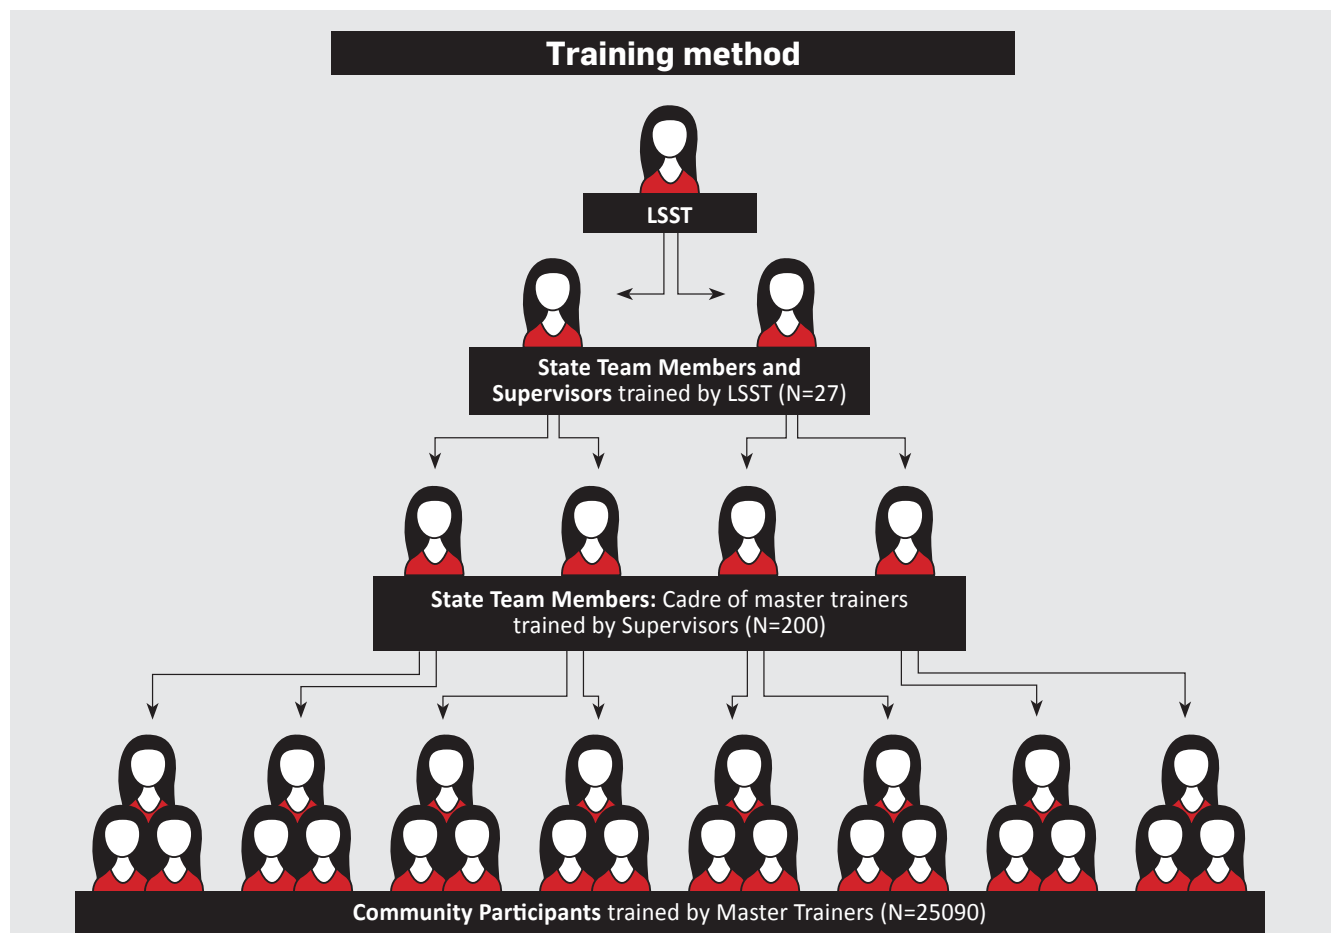 Training method
LSST
State Team Members and
Supervisors trained by LSST (N=27)
State Team Members: Cadre of master trainers
trained by Supervisors (N=200)
Community Participants trained by Master Trainers (N=25090)